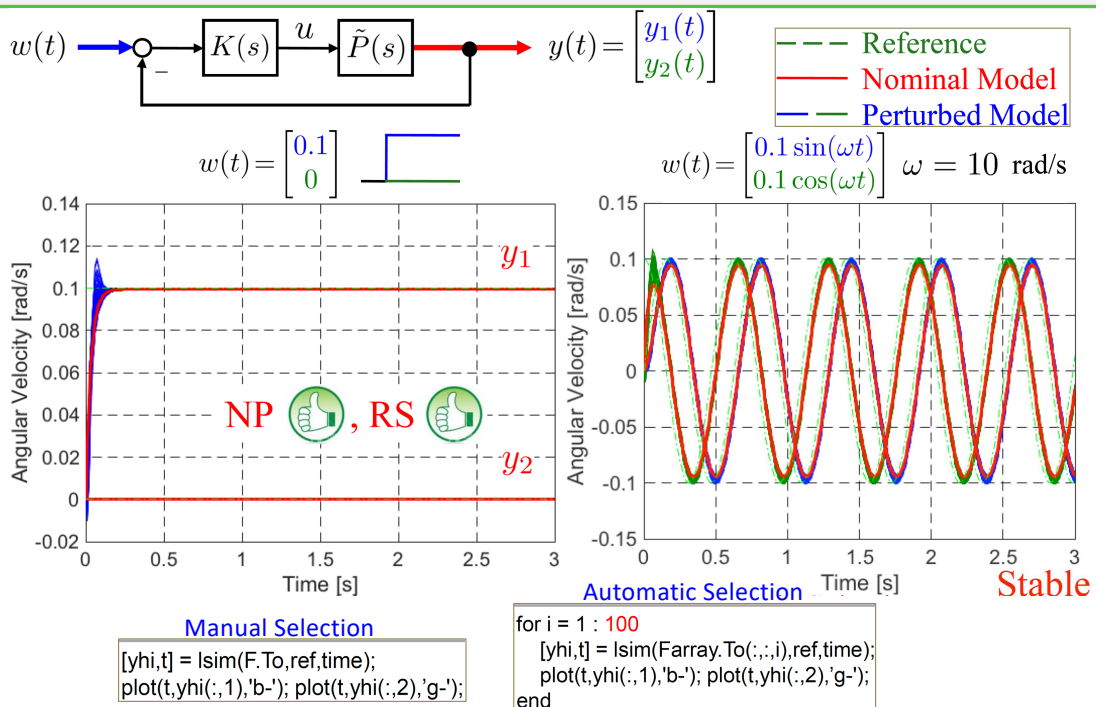 w(t)
K(s)
u
P̃(s)
−
y(t) = [y₁(t)
y₂(t)]
Reference
Nominal Model
Perturbed Model
w(t) = [0.1
0]
w(t) = [0.1 sin(ωt)
0.1 cos(ωt)] ω = 10 rad/s
0.14
0.12
0.1
0.08
0.06
0.04
0.02
0
-0.02
Angular Velocity [rad/s]
y₁
NP , RS
y₂
0 0.5 1 1.5 2 2.5 3
Time [s]
0.15
0.1
0.05
0
-0.05
-0.1
-0.15
Angular Velocity [rad/s]
0 0.5 1 1.5 2 2.5 3
Time [s]
Stable
Manual Selection
[yhi,t] = lsim(F.To,ref,time);
plot(t,yhi(:,1),'b-'); plot(t,yhi(:,2),'g-');
Automatic Selection
for i = 1 : 100
[yhi,t] = lsim(Farray.To(:,:,i),ref,time);
plot(t,yhi(:,1),'b-'); plot(t,yhi(:,2),'g-');
end